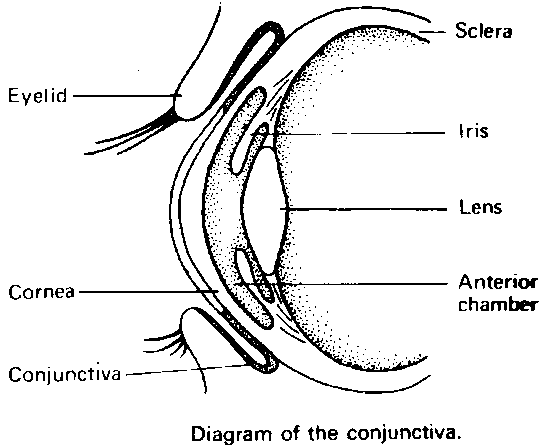 Sclera
Eyelid
Iris
Lens
Anterior
chamber
Cornea
Conjunctiva
Diagram of the conjunctiva.